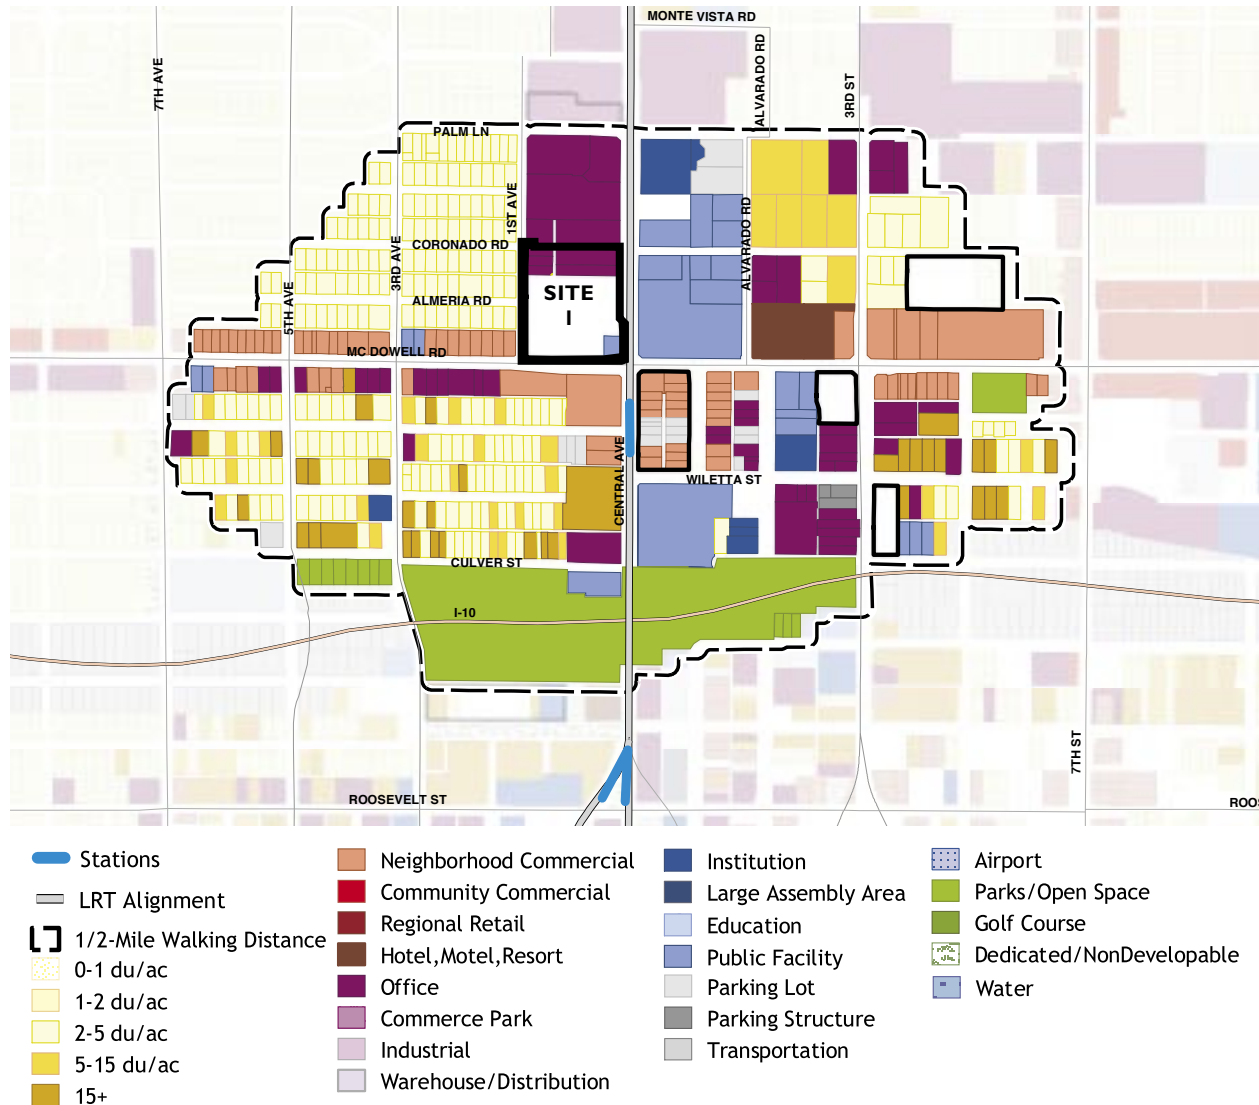 MONTE VISTA RD
7TH AVE
ALVARADO RD
3RD ST
PALM LN
1ST AVE
CORONADO RD
3RD AVE
ALVARADO RD
5TH AVE
ALMERIA RD
SITE
I
MC DOWELL RD
CENTRAL AVE
WILETTA ST
CULVER ST
I-10
7TH ST
ROOSEVELT ST
ROOS
Stations
LRT Alignment
1/2-Mile Walking Distance
0-1 du/ac
1-2 du/ac
2-5 du/ac
5-15 du/ac
15+
Neighborhood Commercial
Community Commercial
Regional Retail
Hotel,Motel,Resort
Office
Commerce Park
Industrial
Warehouse/Distribution
Institution
Large Assembly Area
Education
Public Facility
Parking Lot
Parking Structure
Transportation
Airport
Parks/Open Space
Golf Course
Dedicated/NonDevelopable
Water